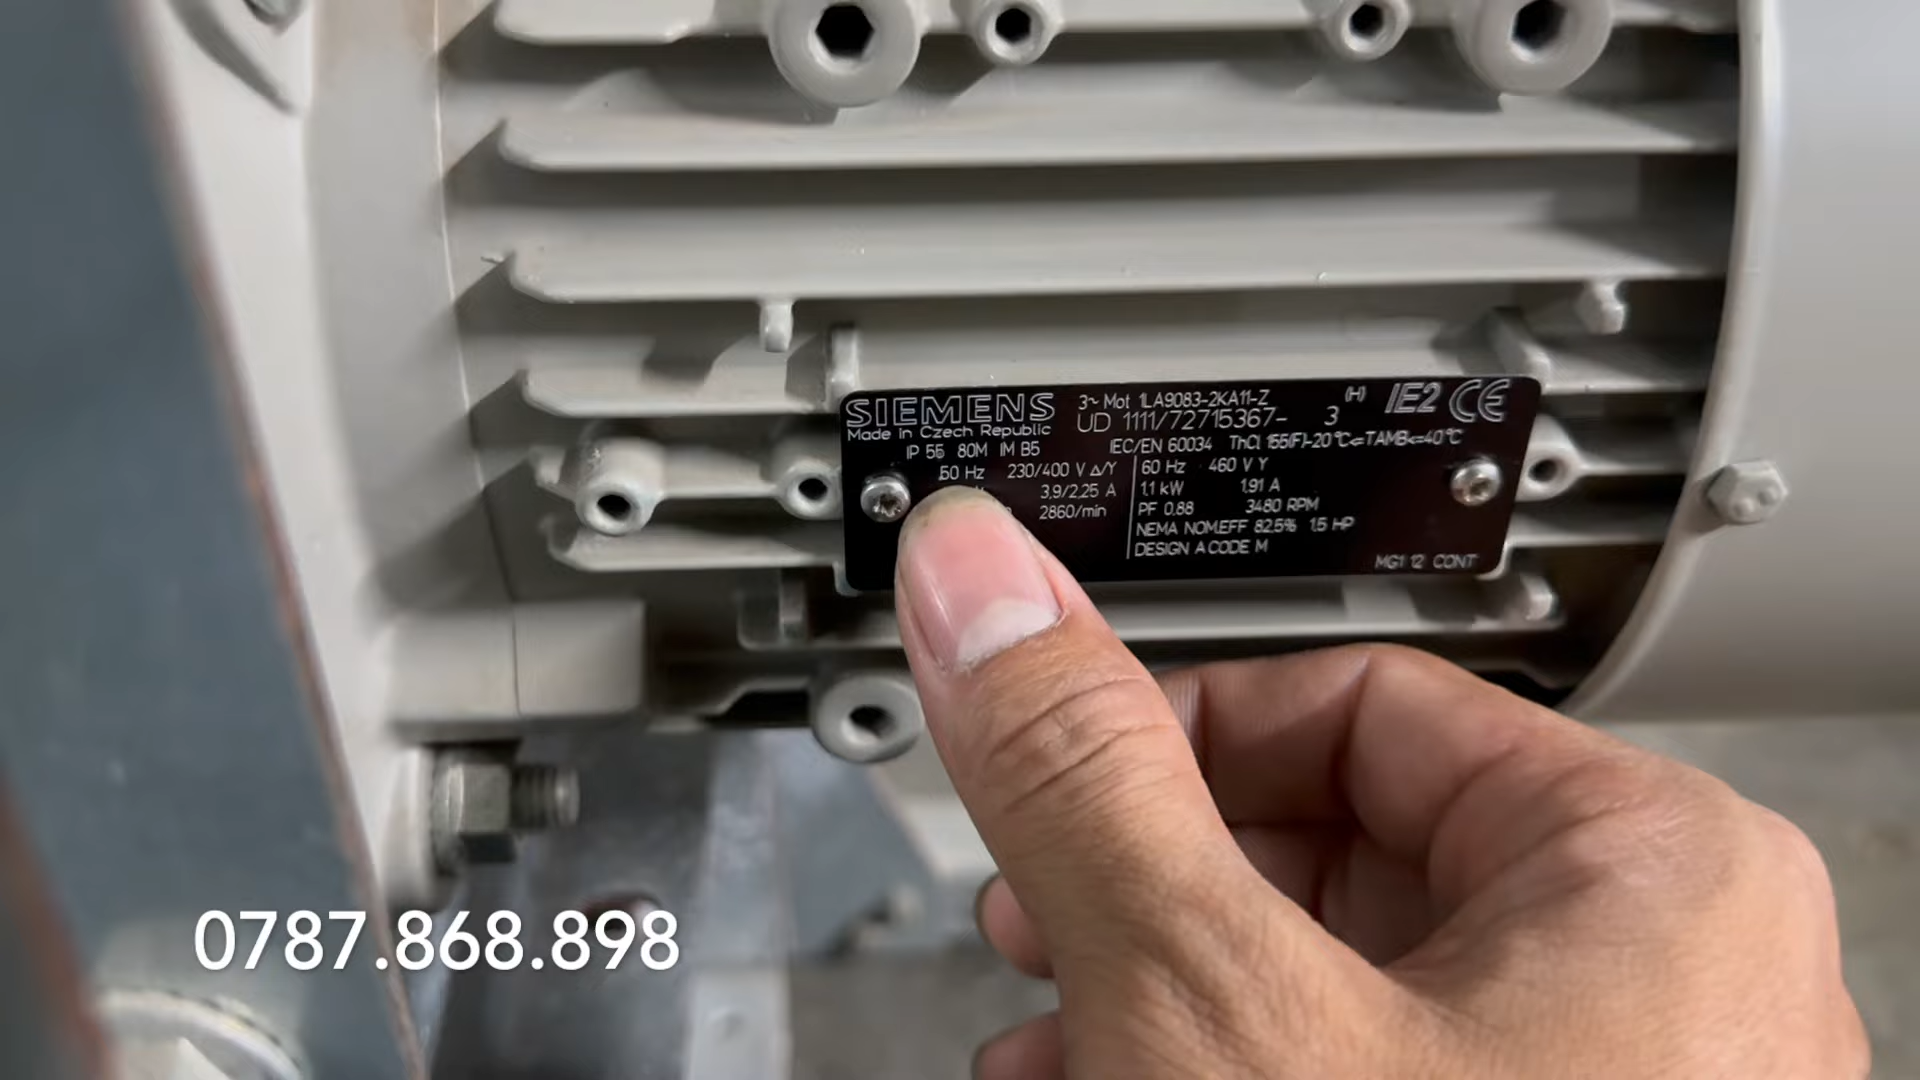 SIEMENS
Made in Czech Republic
3~ Mot 1LA9083-2KA11-Z
(H) IE2 CE
UD 1111/72715367- 3
IP 55 80M IM B5
IEC/EN 60034 ThCl 155(F)-20°C<=TAMB<=40°C
50 Hz 230/400 V Δ/Y
3,9/2,25 A
2860/min
60 Hz 460 V Y
1.1 kW 1.91 A
PF 0.88 3480 RPM
NEMA NOM.EFF 82.5% 1.5 HP
DESIGN A CODE M
MG1 12 CONT
0787.868.898